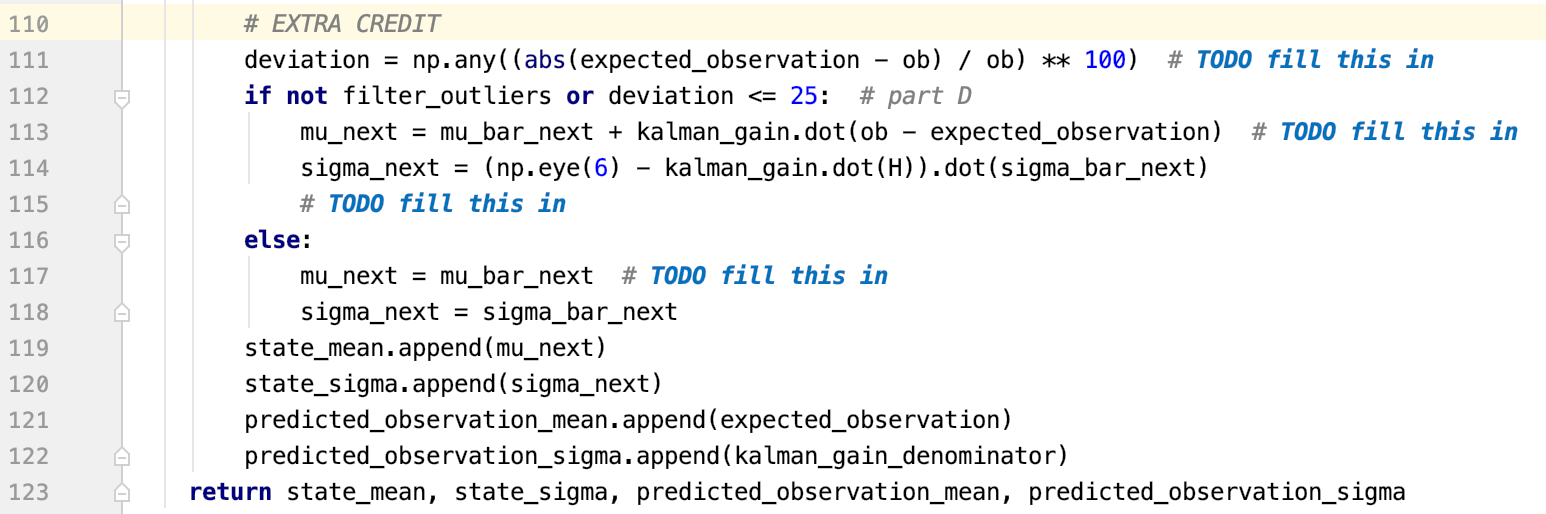 110 # EXTRA CREDIT
111 deviation = np.any((abs(expected_observation - ob) / ob) ** 100)  # TODO fill this in
112 if not filter_outliers or deviation <= 25:  # part D
113     mu_next = mu_bar_next + kalman_gain.dot(ob - expected_observation)  # TODO fill this in
114     sigma_next = (np.eye(6) - kalman_gain.dot(H)).dot(sigma_bar_next)
115     # TODO fill this in
116 else:
117     mu_next = mu_bar_next  # TODO fill this in
118     sigma_next = sigma_bar_next
119 state_mean.append(mu_next)
120 state_sigma.append(sigma_next)
121 predicted_observation_mean.append(expected_observation)
122 predicted_observation_sigma.append(kalman_gain_denominator)
123 return state_mean, state_sigma, predicted_observation_mean, predicted_observation_sigma